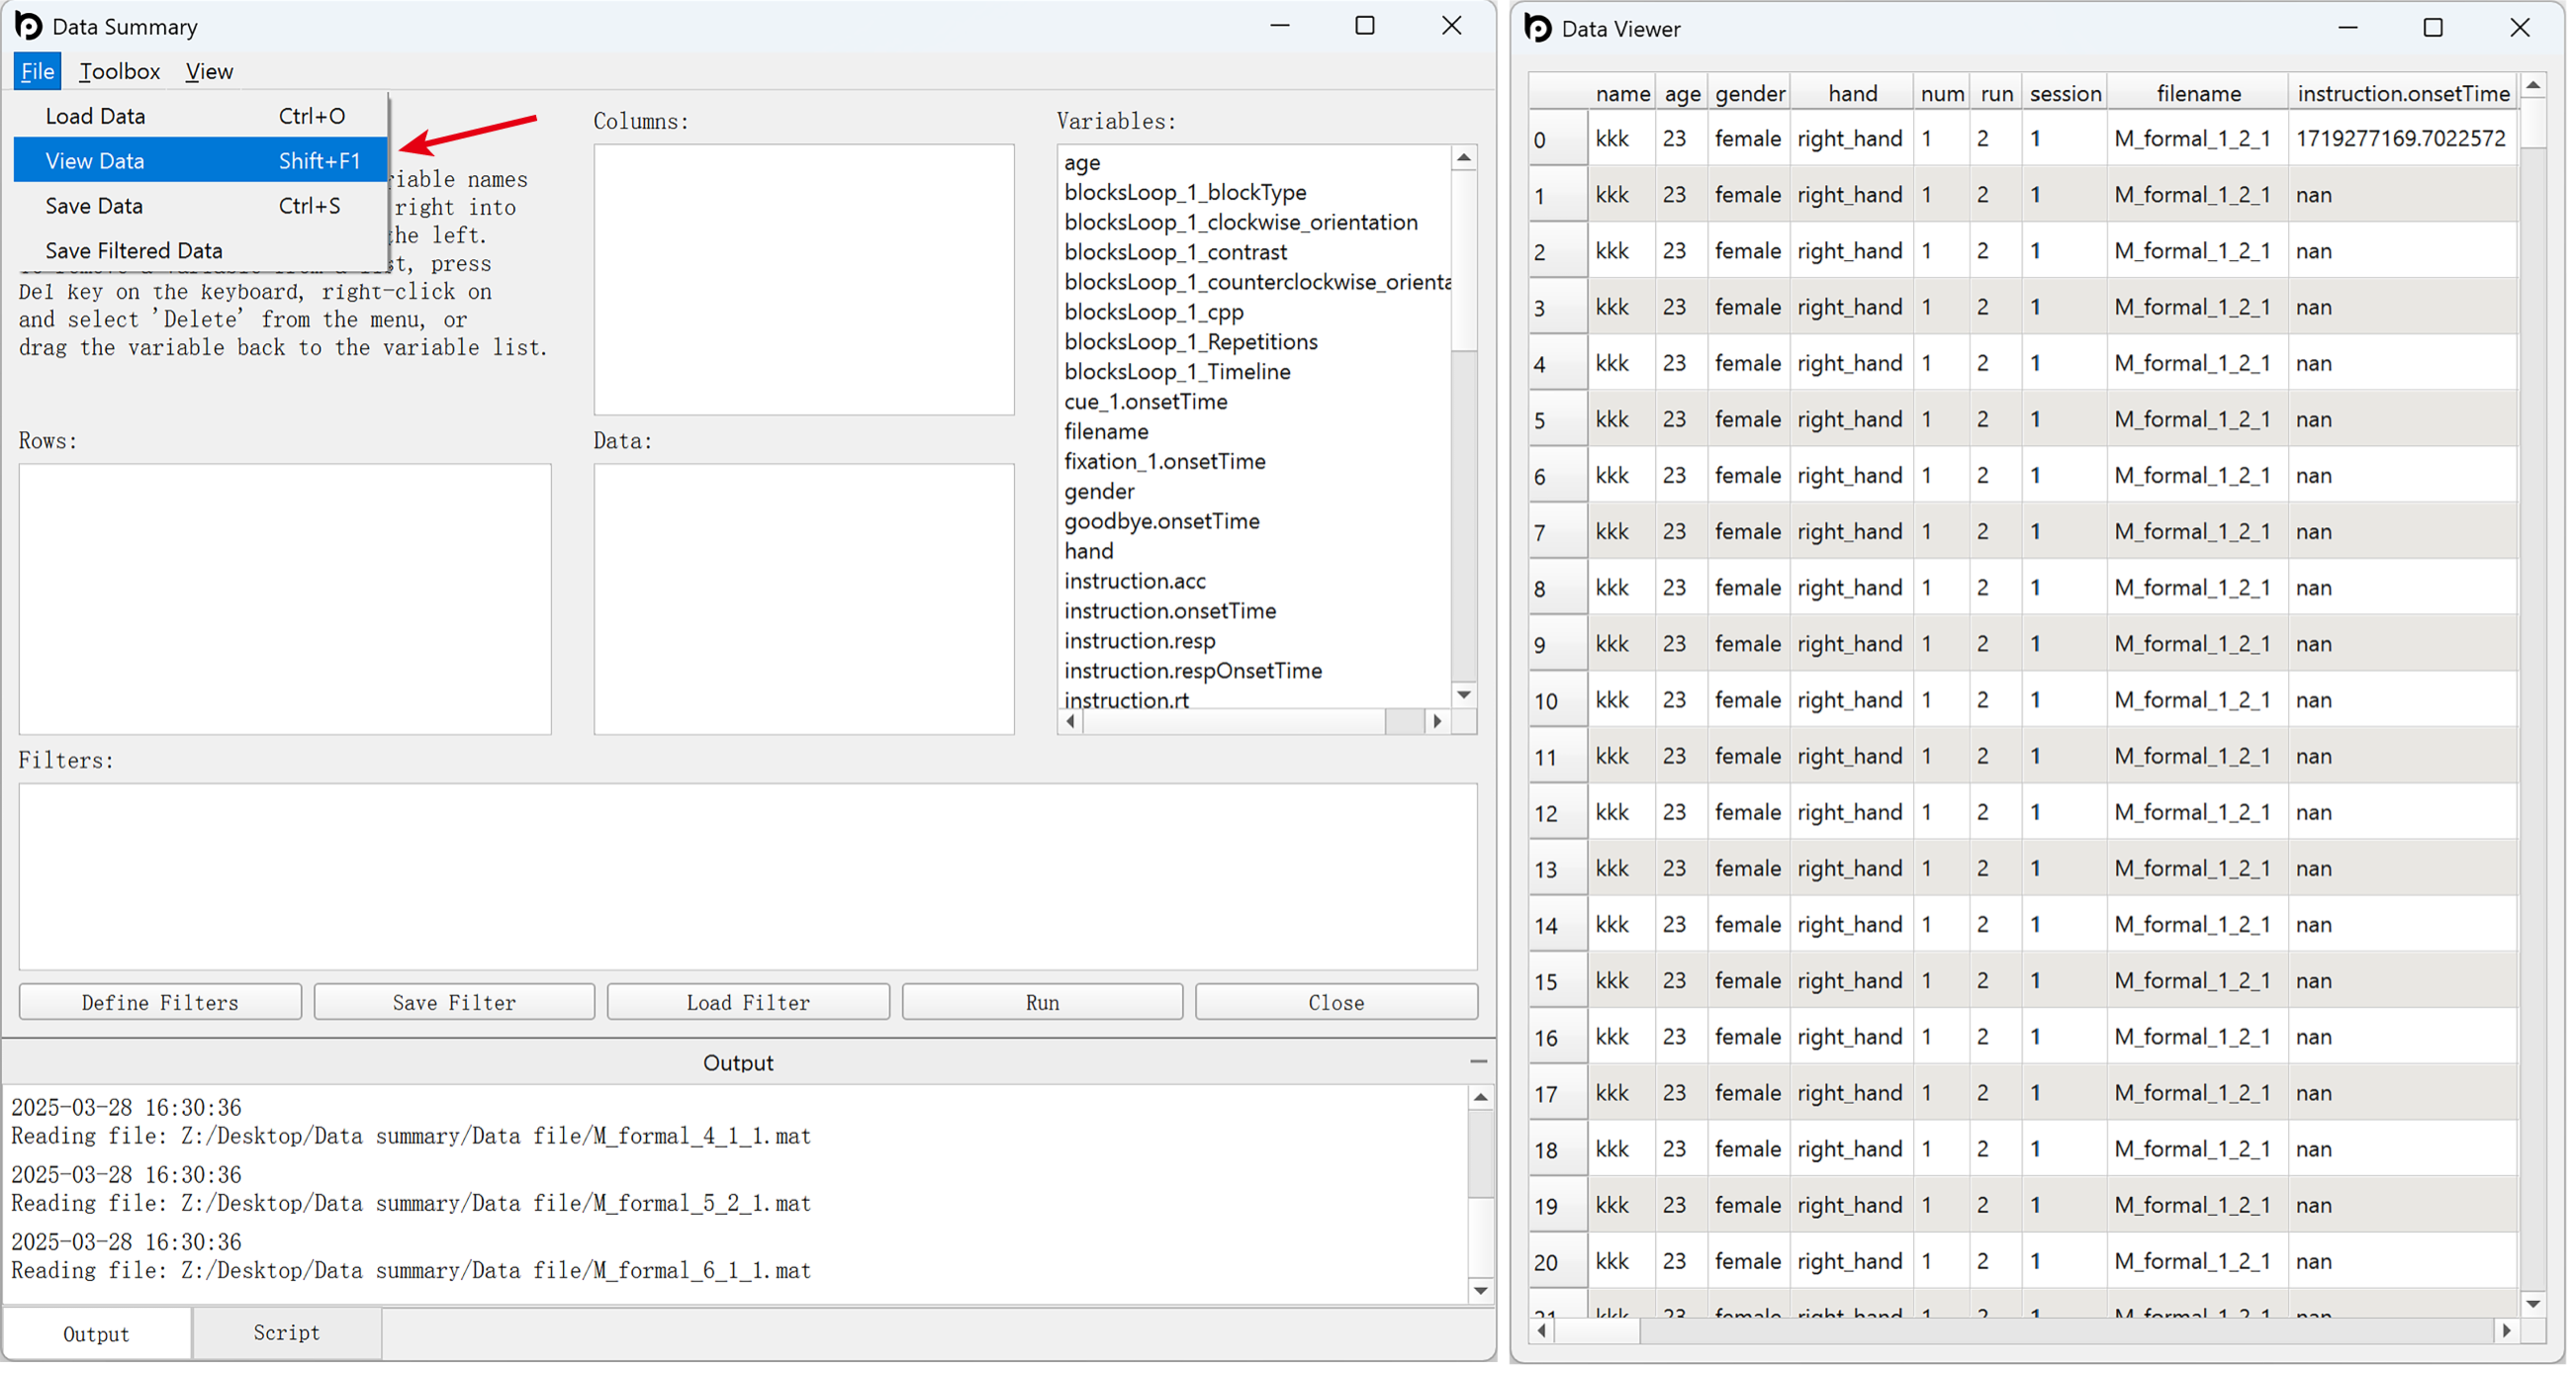 Data Summary
File Toolbox View
Load Data Ctrl+O
View Data Shift+F1
Save Data Ctrl+S
Save Filtered Data
riable names
right into
he left.
st, press
Del key on the keyboard, right-click on
and select 'Delete' from the menu, or
drag the variable back to the variable list.
Columns:
Variables:
age
blocksLoop_1_blockType
blocksLoop_1_clockwise_orientation
blocksLoop_1_contrast
blocksLoop_1_counterclockwise_orienta
blocksLoop_1_cpp
blocksLoop_1_Repetitions
blocksLoop_1_Timeline
cue_1.onsetTime
filename
fixation_1.onsetTime
gender
goodbye.onsetTime
hand
instruction.acc
instruction.onsetTime
instruction.resp
instruction.respOnsetTime
instruction.rt
Rows:
Data:
Filters:
Define Filters Save Filter Load Filter Run Close
Output
2025-03-28 16:30:36
Reading file: Z:/Desktop/Data summary/Data file/M_formal_4_1_1.mat
2025-03-28 16:30:36
Reading file: Z:/Desktop/Data summary/Data file/M_formal_5_2_1.mat
2025-03-28 16:30:36
Reading file: Z:/Desktop/Data summary/Data file/M_formal_6_1_1.mat
Output Script
Data Viewer
name age gender hand num run session filename instruction.onsetTime
0 kkk 23 female right_hand 1 2 1 M_formal_1_2_1 1719277169.7022572
1 kkk 23 female right_hand 1 2 1 M_formal_1_2_1 nan
2 kkk 23 female right_hand 1 2 1 M_formal_1_2_1 nan
3 kkk 23 female right_hand 1 2 1 M_formal_1_2_1 nan
4 kkk 23 female right_hand 1 2 1 M_formal_1_2_1 nan
5 kkk 23 female right_hand 1 2 1 M_formal_1_2_1 nan
6 kkk 23 female right_hand 1 2 1 M_formal_1_2_1 nan
7 kkk 23 female right_hand 1 2 1 M_formal_1_2_1 nan
8 kkk 23 female right_hand 1 2 1 M_formal_1_2_1 nan
9 kkk 23 female right_hand 1 2 1 M_formal_1_2_1 nan
10 kkk 23 female right_hand 1 2 1 M_formal_1_2_1 nan
11 kkk 23 female right_hand 1 2 1 M_formal_1_2_1 nan
12 kkk 23 female right_hand 1 2 1 M_formal_1_2_1 nan
13 kkk 23 female right_hand 1 2 1 M_formal_1_2_1 nan
14 kkk 23 female right_hand 1 2 1 M_formal_1_2_1 nan
15 kkk 23 female right_hand 1 2 1 M_formal_1_2_1 nan
16 kkk 23 female right_hand 1 2 1 M_formal_1_2_1 nan
17 kkk 23 female right_hand 1 2 1 M_formal_1_2_1 nan
18 kkk 23 female right_hand 1 2 1 M_formal_1_2_1 nan
19 kkk 23 female right_hand 1 2 1 M_formal_1_2_1 nan
20 kkk 23 female right_hand 1 2 1 M_formal_1_2_1 nan
21 kkk 23 female right_hand 1 2 1 M_formal_1_2_1 nan